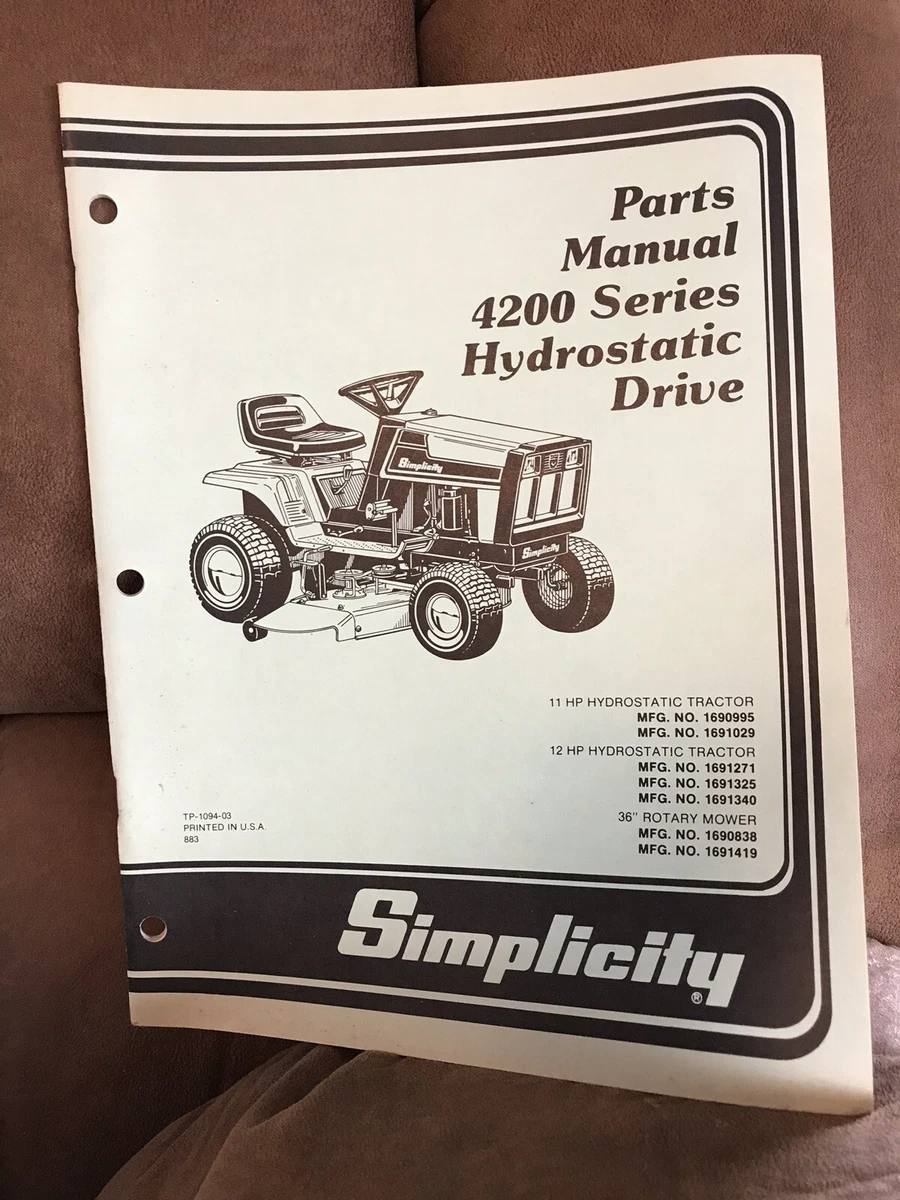 Parts
Manual
4200 Series
Hydrostatic
Drive
Simplicity
Simplicity
11 HP HYDROSTATIC TRACTOR
MFG. NO. 1690995
MFG. NO. 1691029
12 HP HYDROSTATIC TRACTOR
MFG. NO. 1691271
MFG. NO. 1691325
MFG. NO. 1691340
36" ROTARY MOWER
MFG. NO. 1690838
MFG. NO. 1691419
TP-1094-03
PRINTED IN U.S.A.
883
Simplicity®